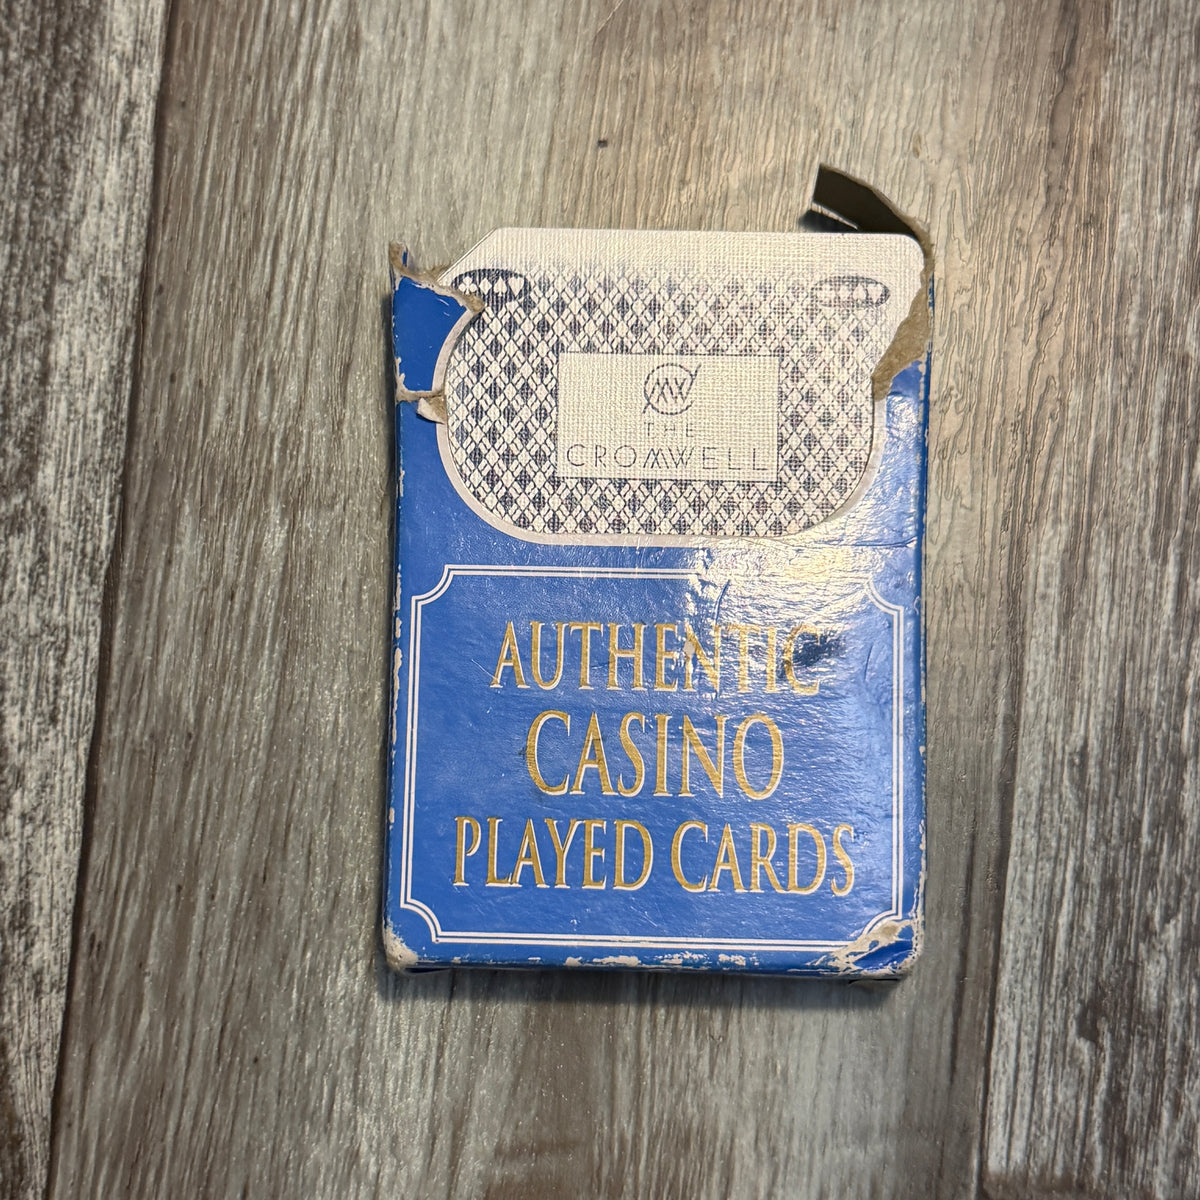 THE
CROMWELL
AUTHENTIC
CASINO
PLAYED CARDS